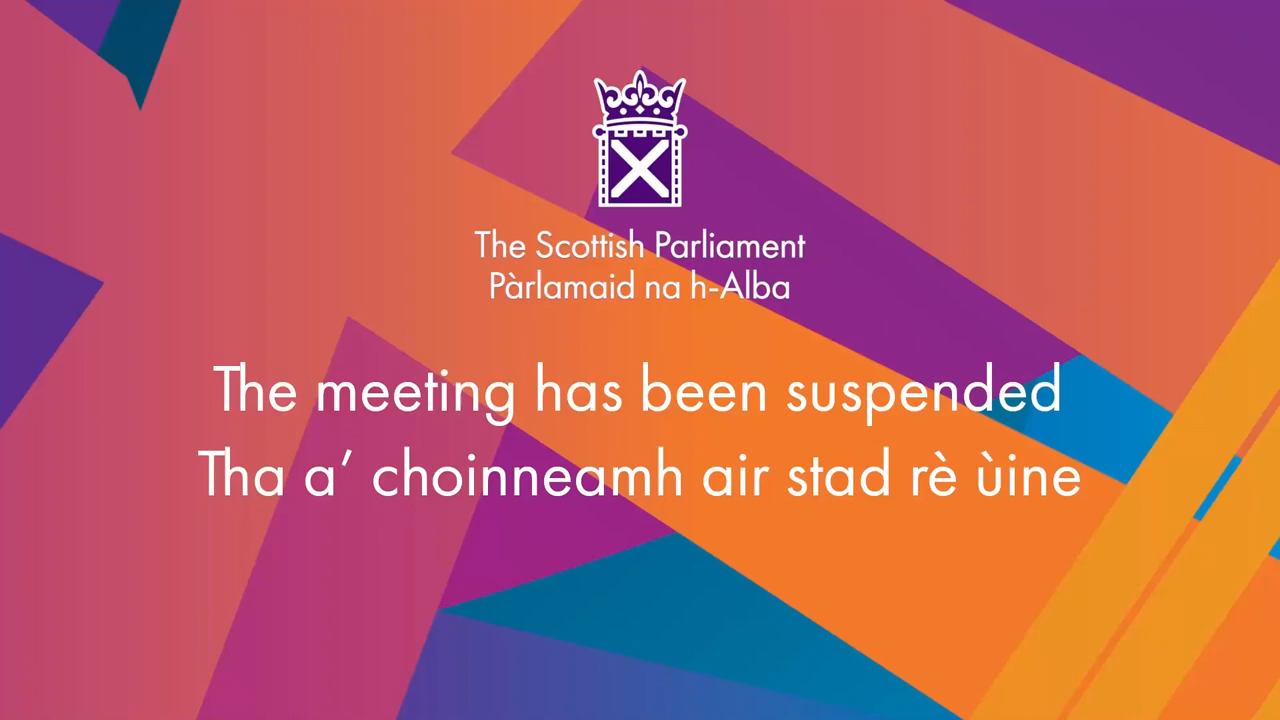 The Scottish Parliament
Pàrlamaid na h-Alba
The meeting has been suspended
Tha a’ choinneamh air stad rè ùine